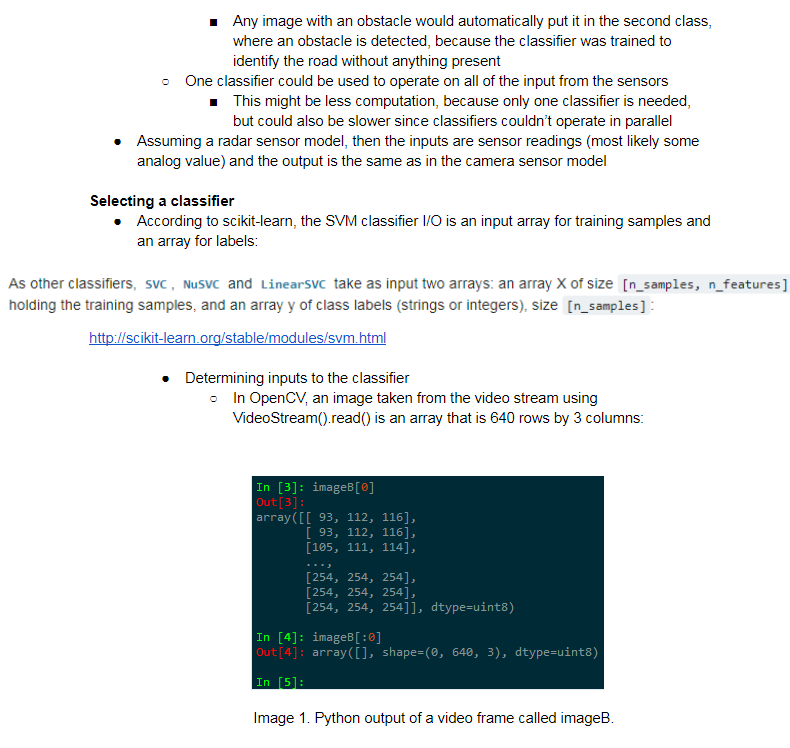 ■ Any image with an obstacle would automatically put it in the second class,
where an obstacle is detected, because the classifier was trained to
identify the road without anything present
○ One classifier could be used to operate on all of the input from the sensors
■ This might be less computation, because only one classifier is needed,
but could also be slower since classifiers couldn't operate in parallel
● Assuming a radar sensor model, then the inputs are sensor readings (most likely some
analog value) and the output is the same as in the camera sensor model
Selecting a classifier
● According to scikit-learn, the SVM classifier I/O is an input array for training samples and
an array for labels:
As other classifiers, SVC, NuSVC and LinearSVC take as input two arrays: an array X of size [n_samples, n_features]
holding the training samples, and an array y of class labels (strings or integers), size [n_samples]:
http://scikit-learn.org/stable/modules/svm.html
● Determining inputs to the classifier
○ In OpenCV, an image taken from the video stream using
VideoStream().read() is an array that is 640 rows by 3 columns:
In [3]: imageB[0]
Out[3]:
array([[ 93, 112, 116],
[ 93, 112, 116],
[105, 111, 114],
...,
[254, 254, 254],
[254, 254, 254],
[254, 254, 254]], dtype=uint8)
In [4]: imageB[:0]
Out[4]: array([], shape=(0, 640, 3), dtype=uint8)
In [5]:
Image 1. Python output of a video frame called imageB.